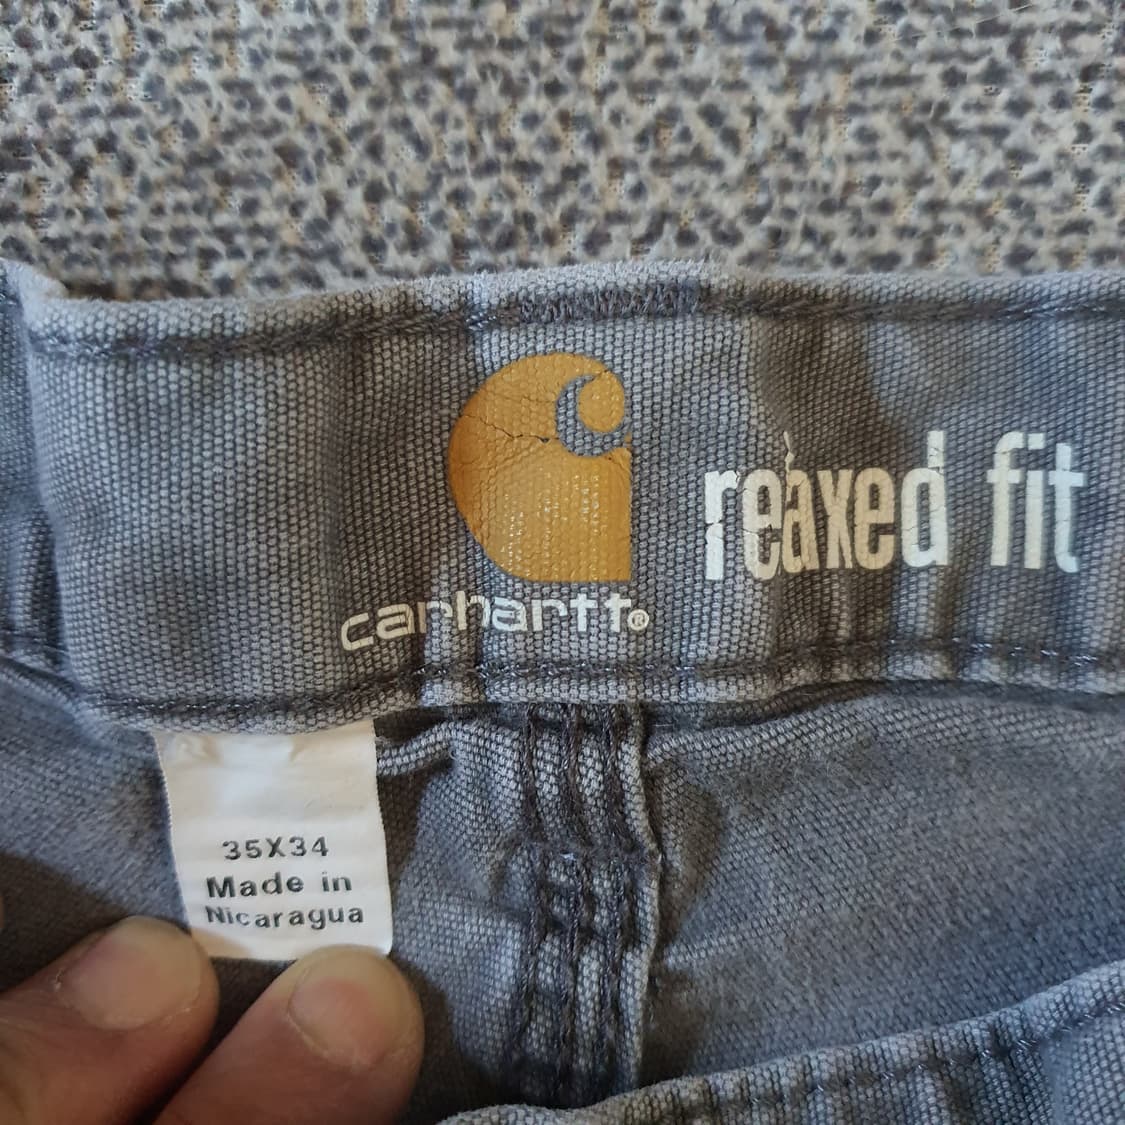 carhartt®
reaxed fit
35X34
Made in
Nicaragua